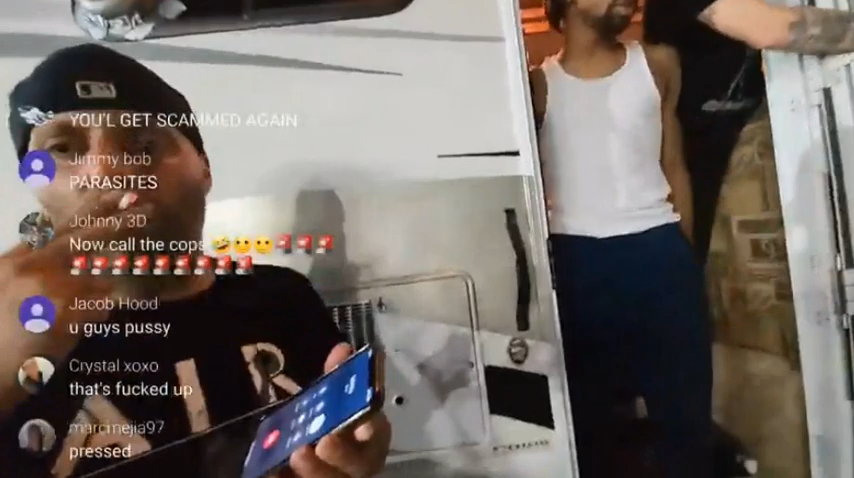 YOU'L GET SCAMMED AGAIN
Jimmy bob
PARASITES
Johnny 3D
Now call the cops 🤣🙂🙂🚨🚨🚨
🚨🚨🚨🚨🚨🚨🚨🚨🚨
Jacob Hood
u guys pussy
Crystal xoxo
that's fucked up
marcmejia97
pressed
AIR